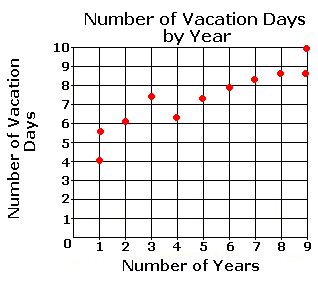 Number of Vacation Days
by Year
Number of Vacation
Days
10
9
8
7
6
5
4
3
2
1
0
1 2 3 4 5 6 7 8 9
Number of Years